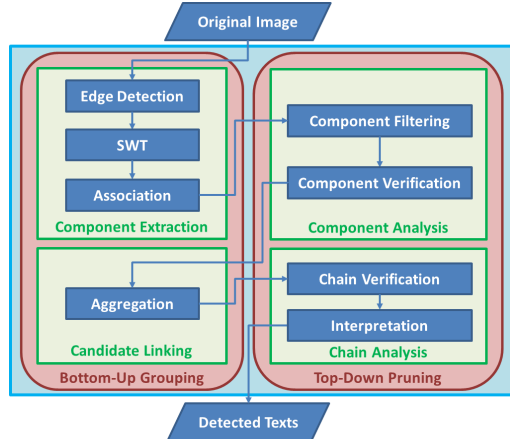 Original Image
Edge Detection
SWT
Association
Component Extraction
Component Filtering
Component Verification
Component Analysis
Aggregation
Candidate Linking
Chain Verification
Interpretation
Chain Analysis
Bottom-Up Grouping
Top-Down Pruning
Detected Texts